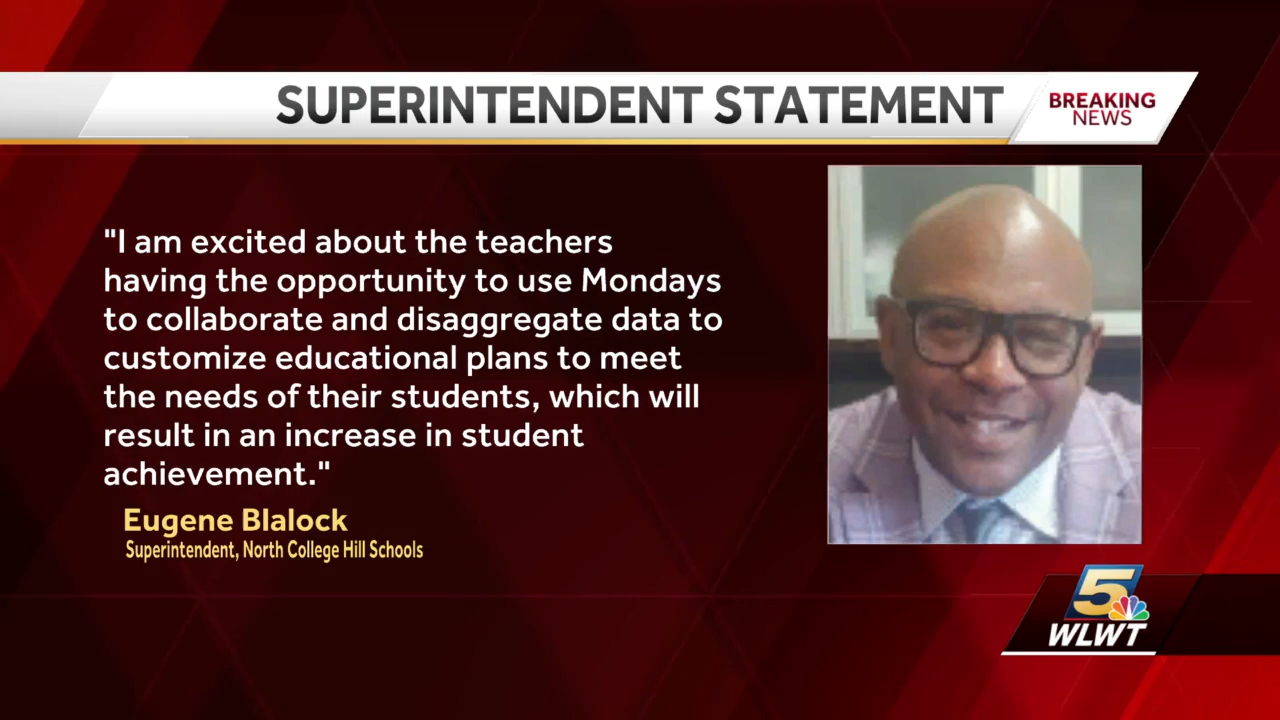 SUPERINTENDENT STATEMENT
BREAKING
NEWS
"I am excited about the teachers
having the opportunity to use Mondays
to collaborate and disaggregate data to
customize educational plans to meet
the needs of their students, which will
result in an increase in student
achievement."
Eugene Blalock
Superintendent, North College Hill Schools
5
WLWT